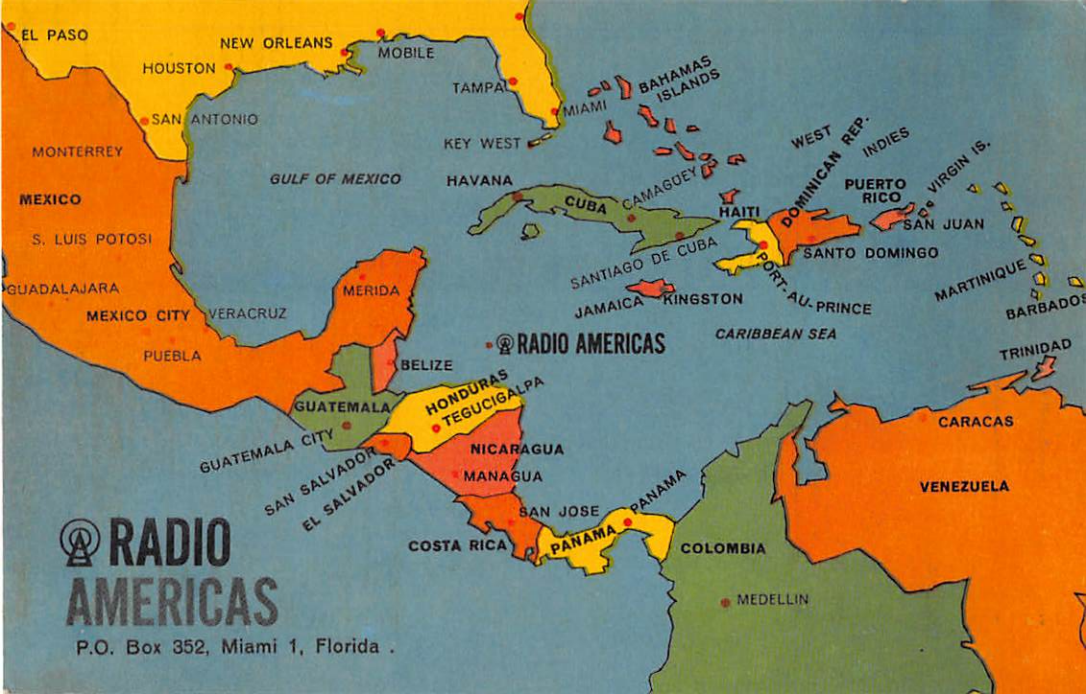 EL PASO
NEW ORLEANS
MOBILE
HOUSTON
SAN ANTONIO
TAMPA
MIAMI
KEY WEST
BAHAMAS
ISLANDS
MONTERREY
MEXICO
GULF OF MEXICO
HAVANA
CUBA
CAMAGÜEY
WEST
INDIES
DOMINICAN REP.
HAITI
PUERTO
RICO
VIRGIN IS.
SAN JUAN
S. LUIS POTOSI
SANTIAGO DE CUBA
SANTO DOMINGO
PORT-AU-PRINCE
GUADALAJARA
MERIDA
MEXICO CITY
VERACRUZ
JAMAICA
KINGSTON
MARTINIQUE
BARBADOS
CARIBBEAN SEA
PUEBLA
RADIO AMERICAS
TRINIDAD
BELIZE
GUATEMALA
HONDURAS
TEGUCIGALPA
CARACAS
GUATEMALA CITY
SAN SALVADOR
EL SALVADOR
NICARAGUA
MANAGUA
VENEZUELA
SAN JOSE
PANAMA
PANAMA
COSTA RICA
COLOMBIA
MEDELLIN
RADIO
AMERICAS
P.O. Box 352, Miami 1, Florida .